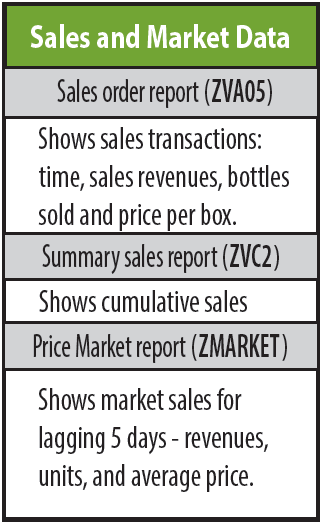 Sales and Market Data
Sales order report (ZVA05)
Shows sales transactions:
time, sales revenues, bottles
sold and price per box.
Summary sales report (ZVC2)
Shows cumulative sales
Price Market report (ZMARKET)
Shows market sales for
lagging 5 days - revenues,
units, and average price.